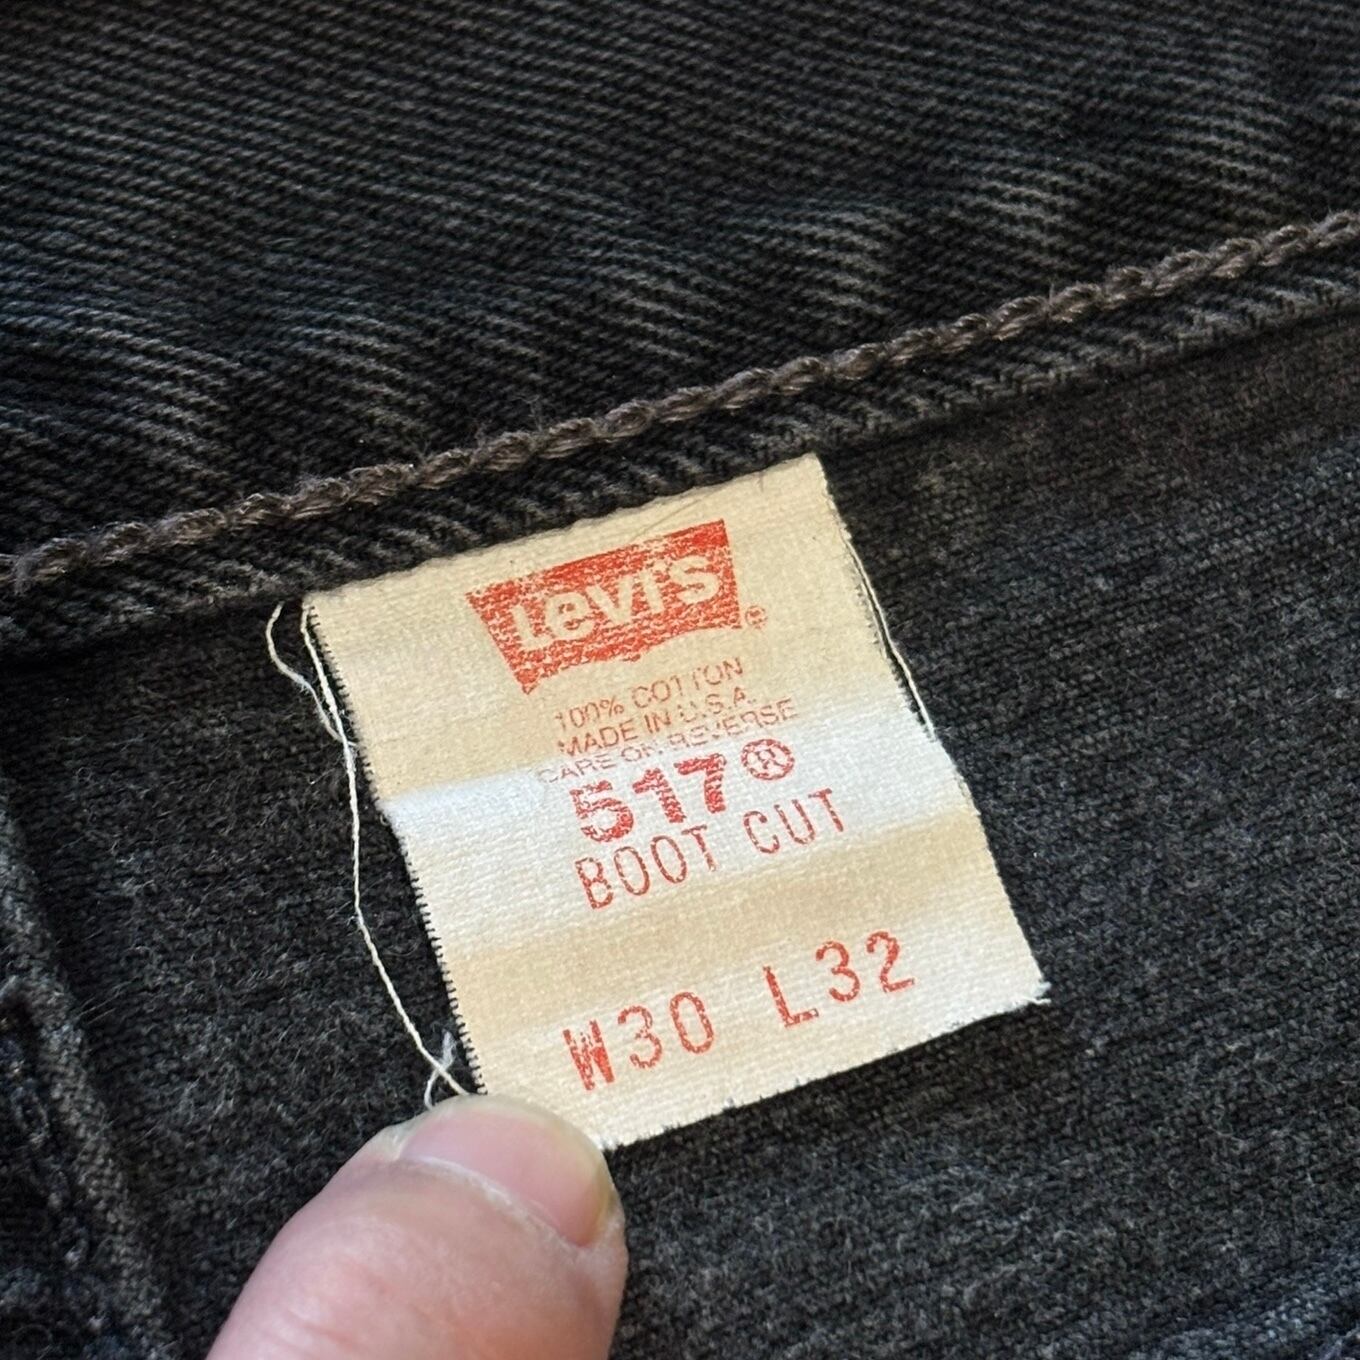 Levi's®
100% COTTON
MADE IN U.S.A.
CARE ON REVERSE
517®
BOOT CUT
W30 L32